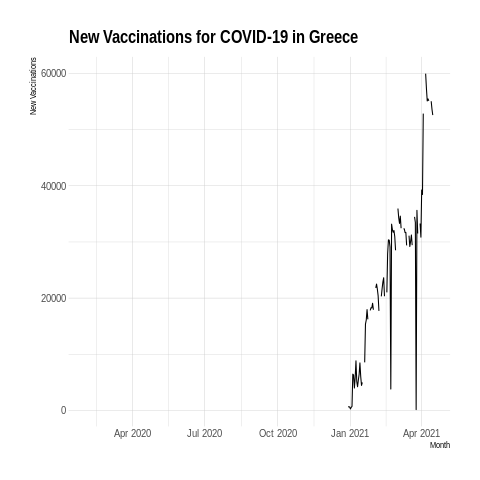 New Vaccinations for COVID-19 in Greece
New Vaccinations
60000
40000
20000
0
Apr 2020 Jul 2020 Oct 2020 Jan 2021 Apr 2021
Month